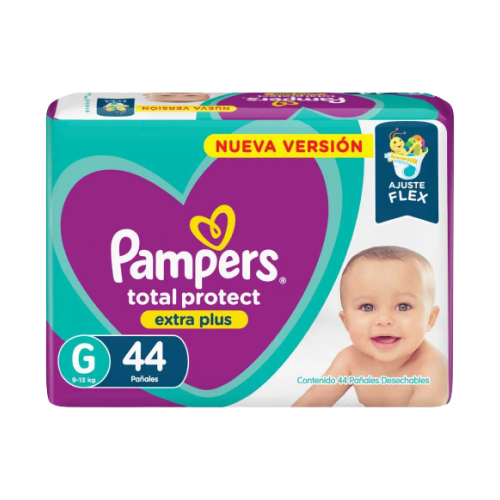 NUEVA VERSIÓN
Pampers
NUEVA VERSIÓN
AJUSTE
FLEX
Pampers®
total protect
extra plus
G
9-13 kg
44
Pañales
Contenido 44 Pañales Desechables